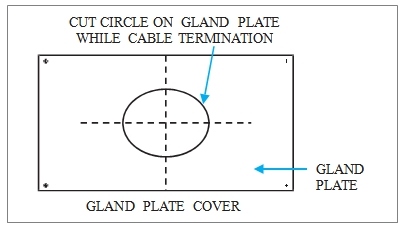 CUT CIRCLE ON GLAND PLATE
WHILE CABLE TERMINATION
GLAND
PLATE
GLAND PLATE COVER